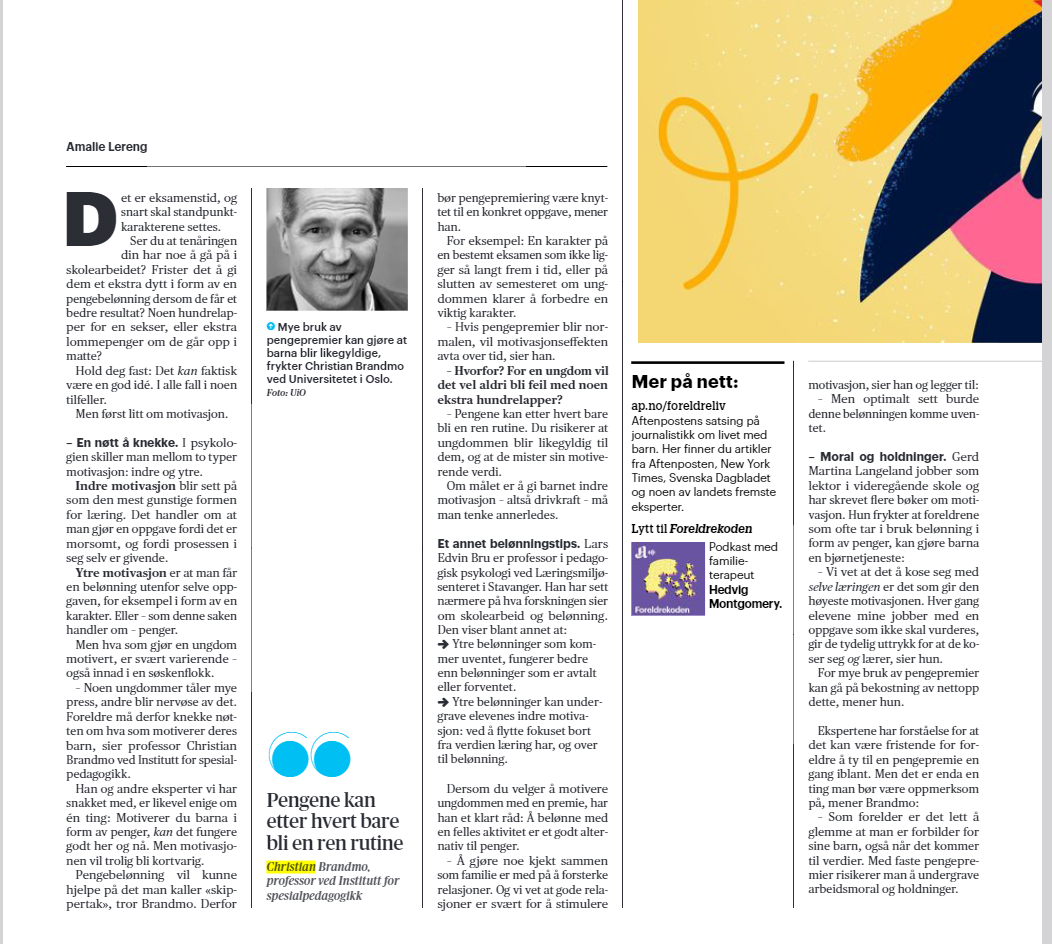 Amalie Lereng
Det er eksamenstid, og
snart skal standpunkt-
karakterene settes.
Ser du at tenåringen
din har noe å gå på i
skolearbeidet? Frister det å gi
dem et ekstra dytt i form av en
pengebelønning dersom de får et
bedre resultat? Noen hundrelap-
per for en sekser, eller ekstra
lommepenger om de går opp i
matte?
Hold deg fast: Det kan faktisk
være en god idé. I alle fall i noen
tilfeller.
Men først litt om motivasjon.
– En nøtt å knekke. I psykolo-
gien skiller man mellom to typer
motivasjon: indre og ytre.
Indre motivasjon blir sett på
som den mest gunstige formen
for læring. Det handler om at
man gjør en oppgave fordi det er
morsomt, og fordi prosessen i
seg selv er givende.
Ytre motivasjon er at man får
en belønning utenfor selve opp-
gaven, for eksempel i form av en
karakter. Eller – som denne saken
handler om – penger.
Men hva som gjør en ungdom
motivert, er svært varierende –
også innad i en søskenflokk.
– Noen ungdommer tåler mye
press, andre blir nervøse av det.
Foreldre må derfor knekke nøt-
ten om hva som motiverer deres
barn, sier professor Christian
Brandmo ved Institutt for spesial-
pedagogikk.
Han og andre eksperter vi har
snakket med, er likevel enige om
én ting: Motiverer du barna i
form av penger, kan det fungere
godt her og nå. Men motivasjo-
nen vil trolig bli kortvarig.
Pengebelønning vil kunne
hjelpe på det man kaller «skip-
pertak», tror Brandmo. Derfor
Mye bruk av
pengepremier kan gjøre at
barna blir likegyldige,
frykter Christian Brandmo
ved Universitetet i Oslo.
Foto: UiO
Pengene kan
etter hvert bare
bli en ren rutine
Christian Brandmo,
professor ved Institutt for
spesialpedagogikk
bør pengepremiering være knyt-
tet til en konkret oppgave, mener
han.
For eksempel: En karakter på
en bestemt eksamen som ikke lig-
ger så langt frem i tid, eller på
slutten av semesteret om ung-
dommen klarer å forbedre en
viktig karakter.
– Hvis pengepremier blir nor-
malen, vil motivasjonseffekten
avta over tid, sier han.
– Hvorfor? For en ungdom vil
det vel aldri bli feil med noen
ekstra hundrelapper?
– Pengene kan etter hvert bare
bli en ren rutine. Du risikerer at
ungdommen blir likegyldig til
dem, og at de mister sin motive-
rende verdi.
Om målet er å gi barnet indre
motivasjon – altså drivkraft – må
man tenke annerledes.
Et annet belønningstips. Lars
Edvin Bru er professor i pedago-
gisk psykologi ved Læringsmiljø-
senteret i Stavanger. Han har sett
nærmere på hva forskningen sier
om skolearbeid og belønning.
Den viser blant annet at:
➔ Ytre belønninger som kom-
mer uventet, fungerer bedre
enn belønninger som er avtalt
eller forventet.
➔ Ytre belønninger kan under-
grave elevenes indre motiva-
sjon: ved å flytte fokuset bort
fra verdien læring har, og over
til belønning.
Dersom du velger å motivere
ungdommen med en premie, har
han et klart råd: Å belønne med
en felles aktivitet er et godt alter-
nativ til penger.
– Å gjøre noe kjekt sammen
som familie er med på å forsterke
relasjoner. Og vi vet at gode rela-
sjoner er svært for å stimulere
Mer på nett:
ap.no/foreldreliv
Aftenpostens satsing på
journalistikk om livet med
barn. Her finner du artikler
fra Aftenposten, New York
Times, Svenska Dagbladet
og noen av landets fremste
eksperter.
Lytt til Foreldrekoden
Foreldrekoden
Podkast med
familie-
terapeut
Hedvig
Montgomery.
motivasjon, sier han og legger til:
– Men optimalt sett burde
denne belønningen komme uven-
tet.
– Moral og holdninger. Gerd
Martina Langeland jobber som
lektor i videregående skole og
har skrevet flere bøker om moti-
vasjon. Hun frykter at foreldrene
som ofte tar i bruk belønning i
form av penger, kan gjøre barna
en bjørnetjeneste:
– Vi vet at det å kose seg med
selve læringen er det som gir den
høyeste motivasjonen. Hver gang
elevene mine jobber med en
oppgave som ikke skal vurderes,
gir de tydelig uttrykk for at de ko-
ser seg og lærer, sier hun.
For mye bruk av pengepremier
kan gå på bekostning av nettopp
dette, mener hun.
Ekspertene har forståelse for at
det kan være fristende for for-
eldre å ty til en pengepremie en
gang iblant. Men det er enda en
ting man bør være oppmerksom
på, mener Brandmo:
– Som forelder er det lett å
glemme at man er forbilder for
sine barn, også når det kommer
til verdier. Med faste pengepre-
mier risikerer man å undergrave
arbeidsmoral og holdninger.